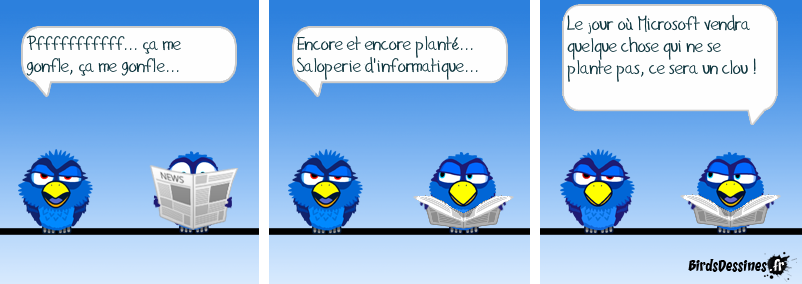 Pfffffffffff... ça me
gonfle, ça me gonfle...
NEWS
Encore et encore planté...
Saloperie d'informatique...
Le jour où Microsoft vendra
quelque chose qui ne se
plante pas, ce sera un clou !
BirdsDessines.fr